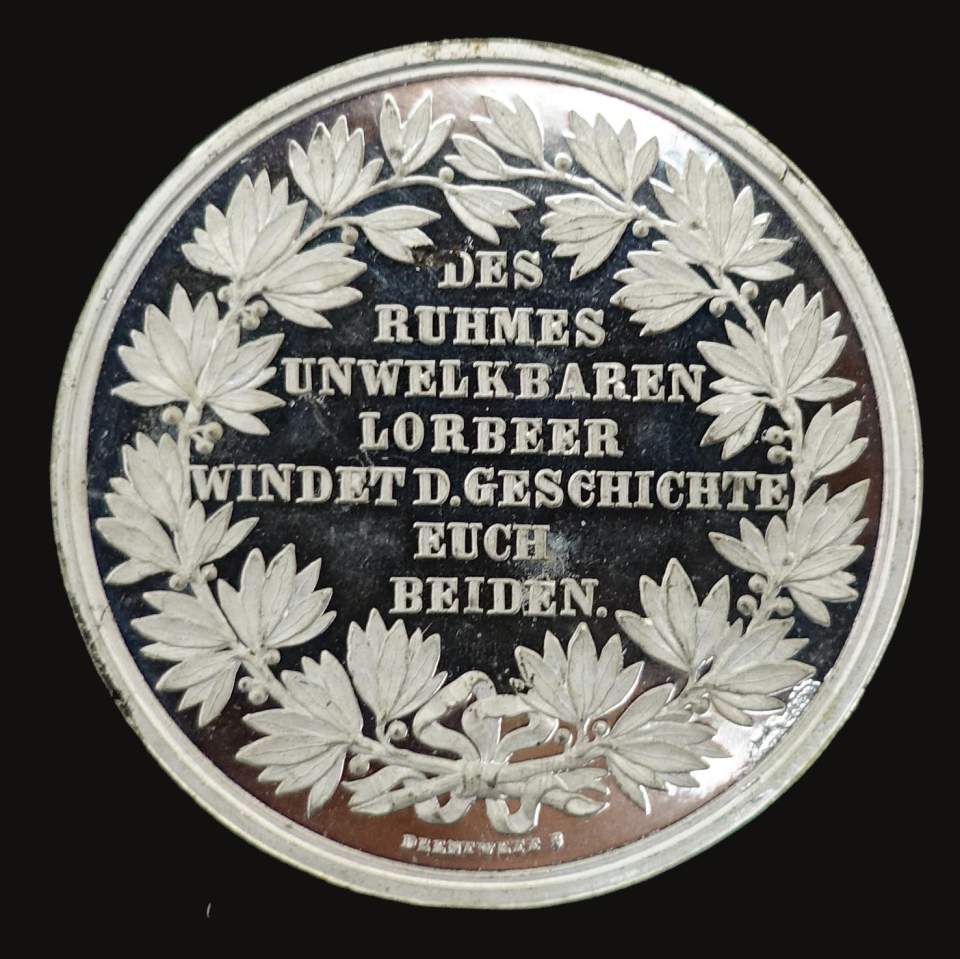 DES
RUHMES
UNWELKBAREN
LORBEER
WINDET D. GESCHICHTE
EUCH
BEIDEN.